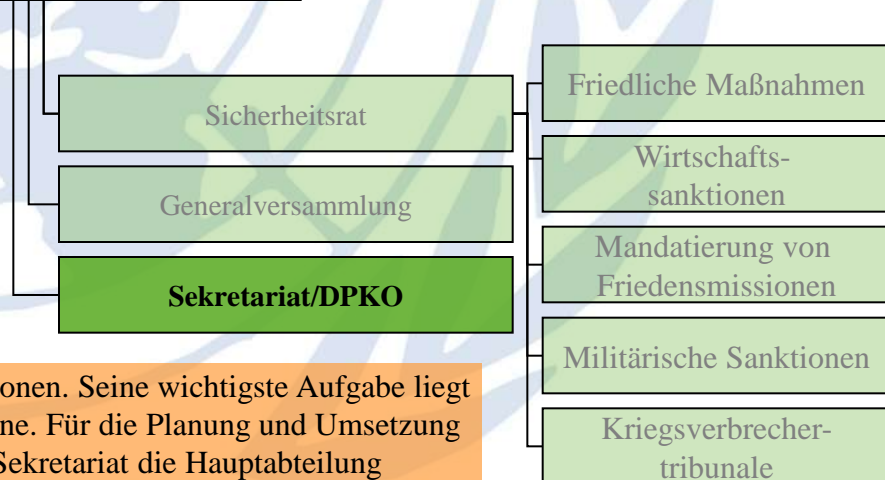 Sicherheitsrat
Generalversammlung
Sekretariat/DPKO
Friedliche Maßnahmen
Wirtschafts-
sanktionen
Mandatierung von
Friedensmissionen
Militärische Sanktionen
Kriegsverbrecher-
tribunale
onen. Seine wichtigste Aufgabe liegt
ne. Für die Planung und Umsetzung
Sekretariat die Hauptabteilung